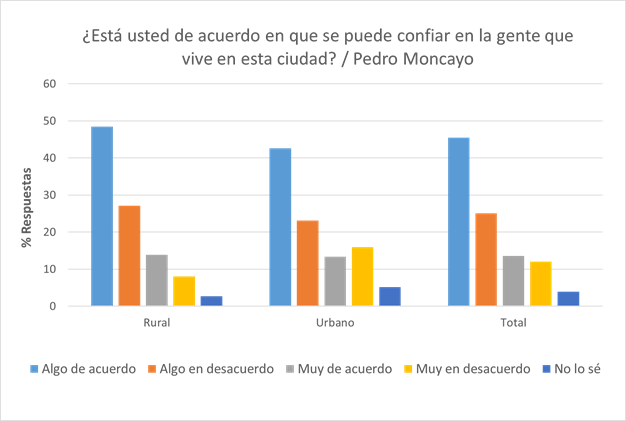 ¿Está usted de acuerdo en que se puede confiar en la gente que
vive en esta ciudad? / Pedro Moncayo
60
50
40
30
20
10
0
% Respuestas
Rural Urbano Total
Algo de acuerdo Algo en desacuerdo Muy de acuerdo Muy en desacuerdo No lo sé